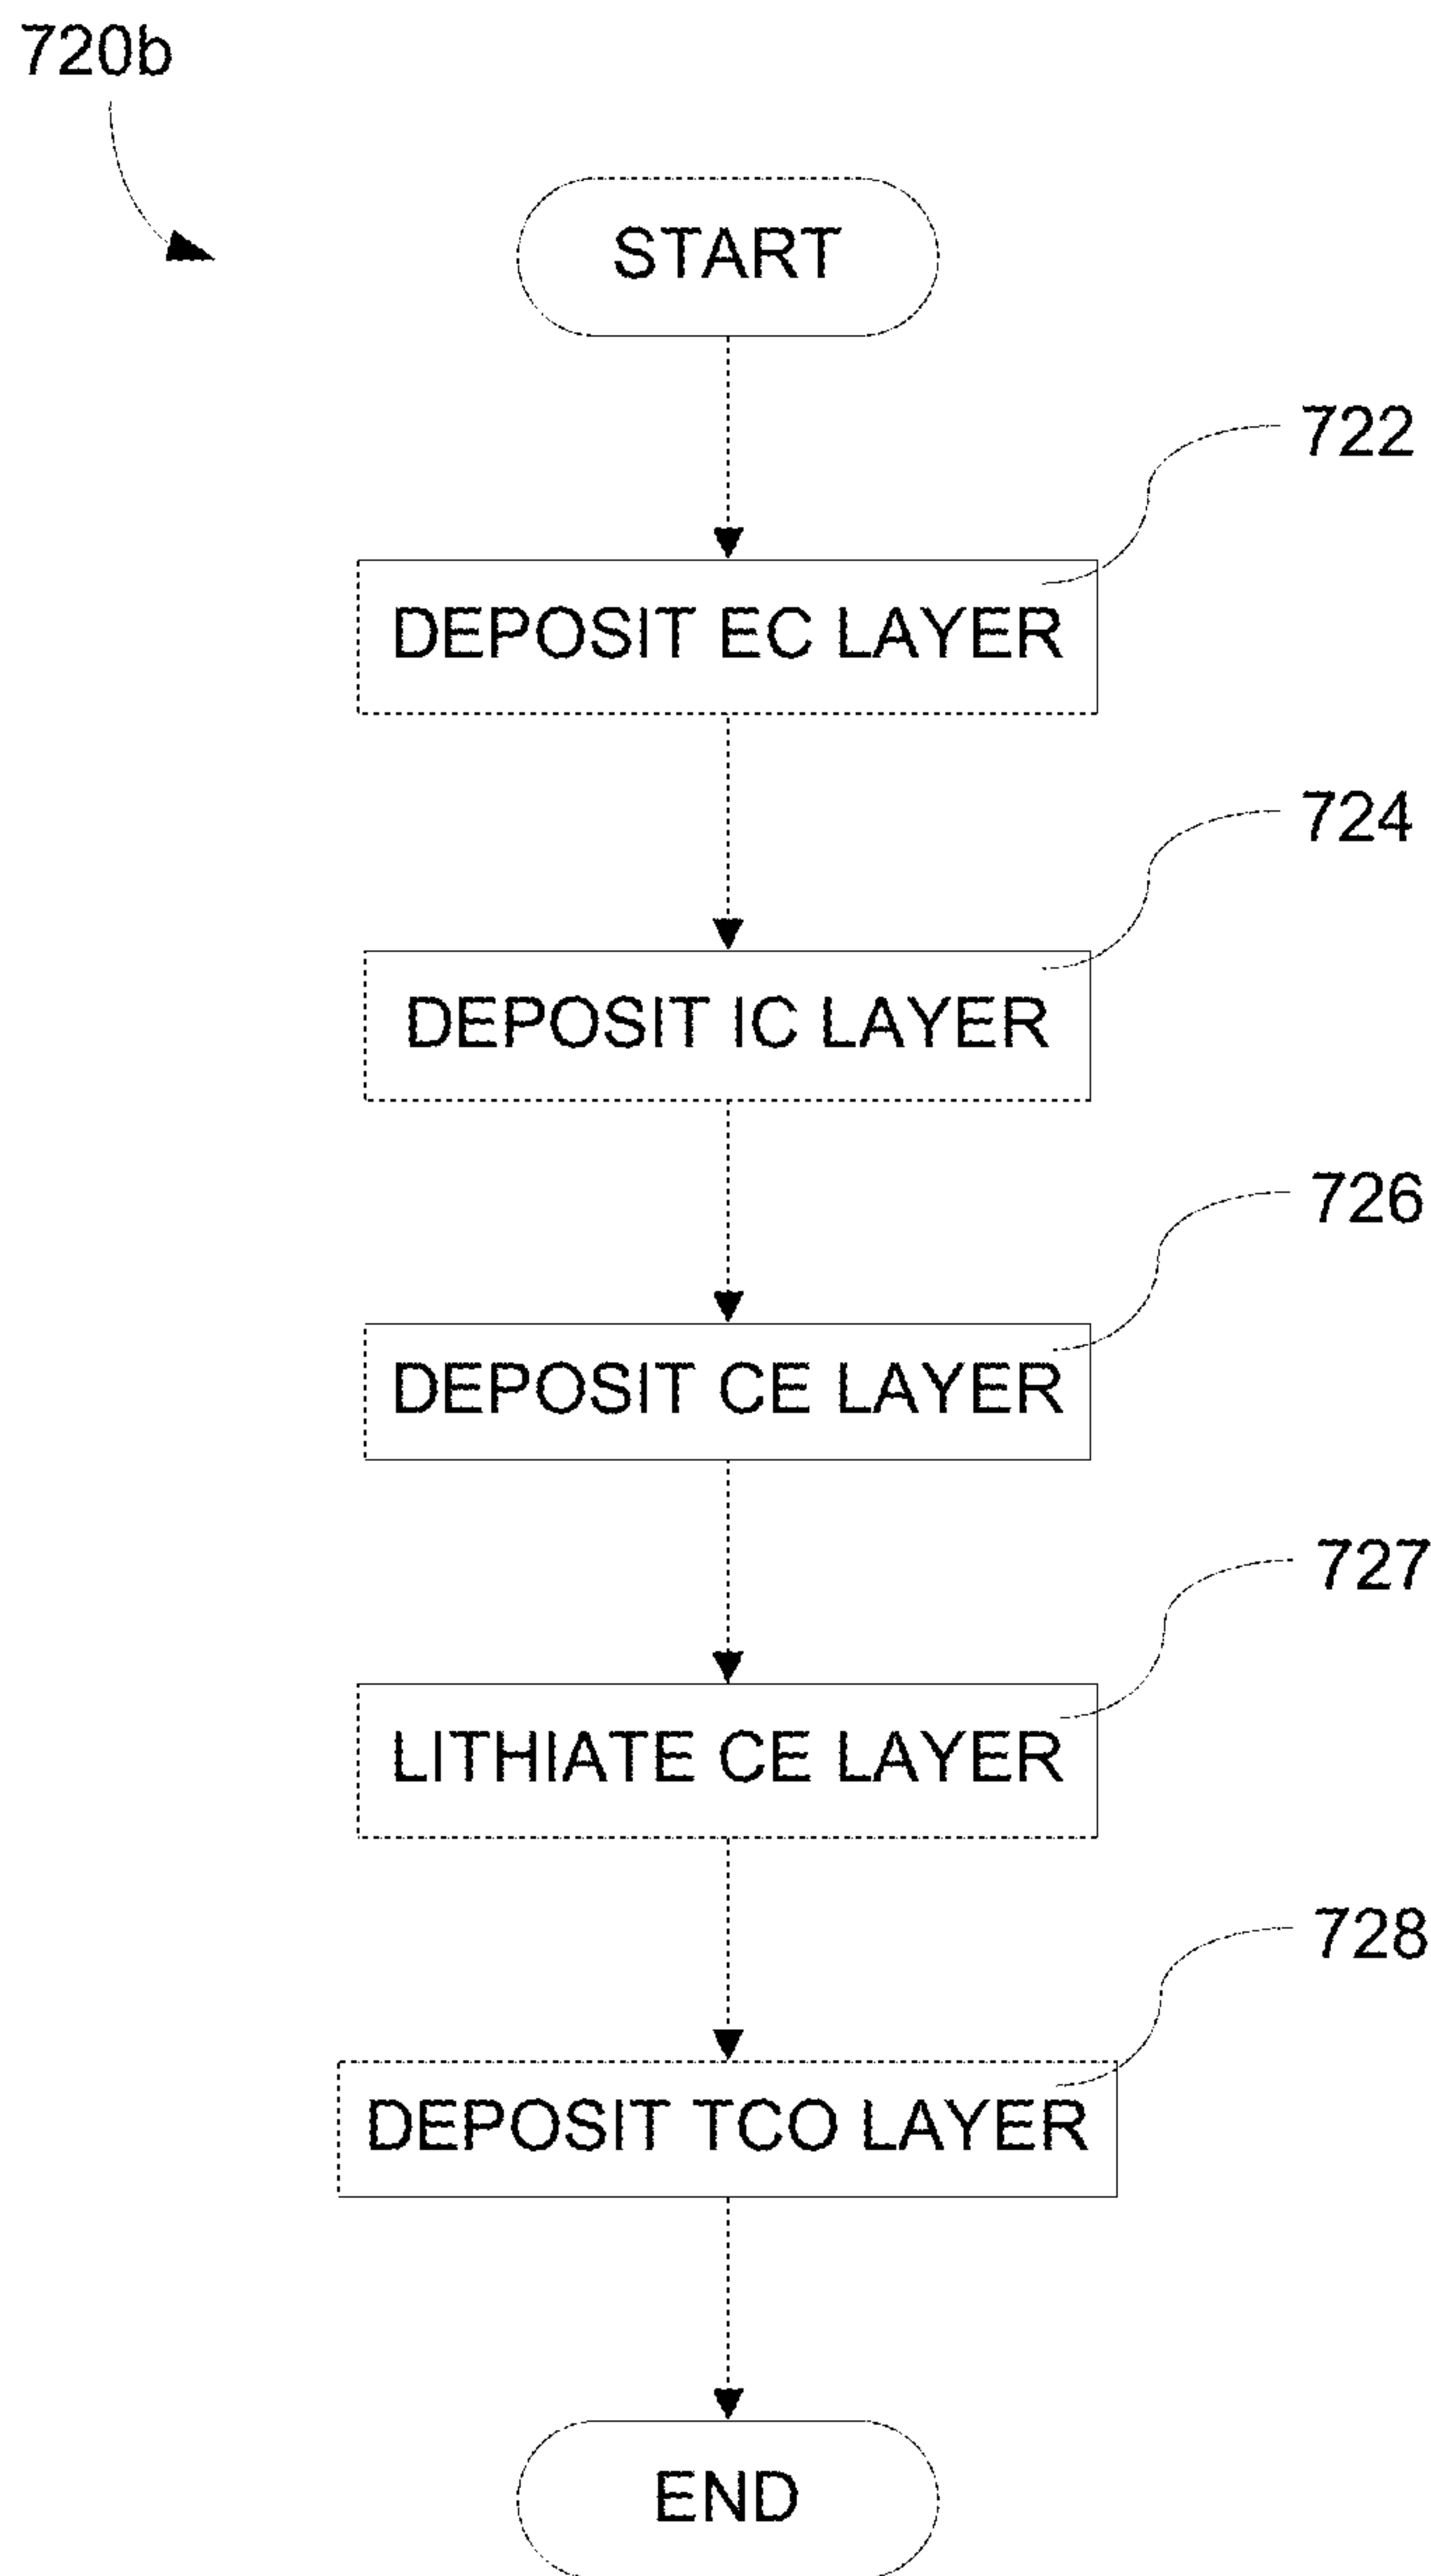 720b
START
722
DEPOSIT EC LAYER
724
DEPOSIT IC LAYER
726
DEPOSIT CE LAYER
727
LITHIATE CE LAYER
728
DEPOSIT TCO LAYER
END